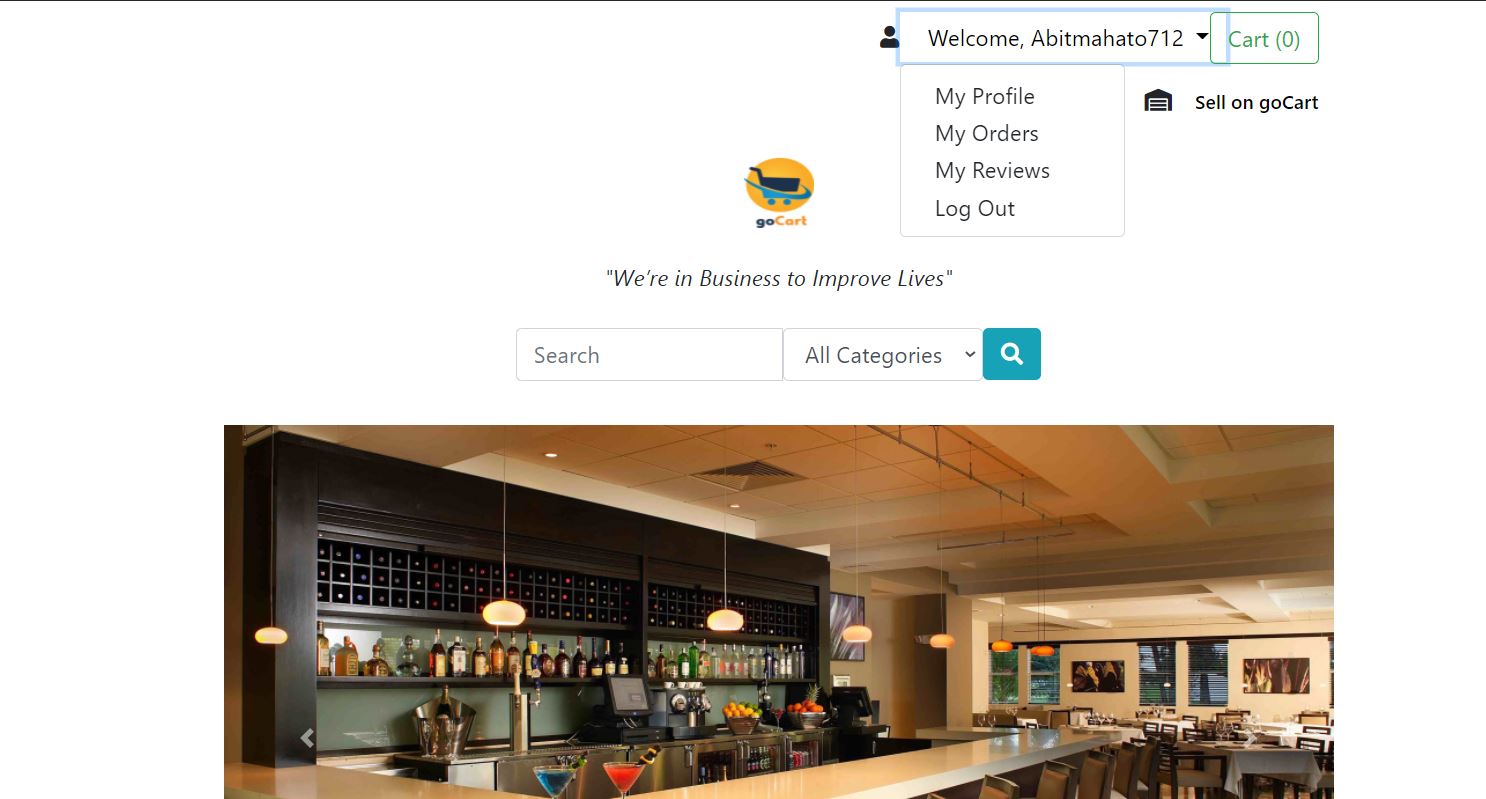 Welcome, Abitmahato712
Cart (0)
My Profile
My Orders
My Reviews
Log Out
Sell on goCart
goCart
"We're in Business to Improve Lives"
Search
All Categories